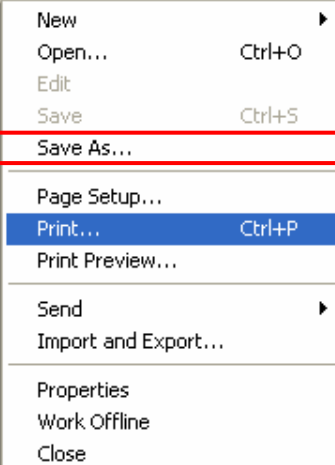 New
Open... Ctrl+O
Edit
Save Ctrl+S
Save As...
Page Setup...
Print... Ctrl+P
Print Preview...
Send
Import and Export...
Properties
Work Offline
Close